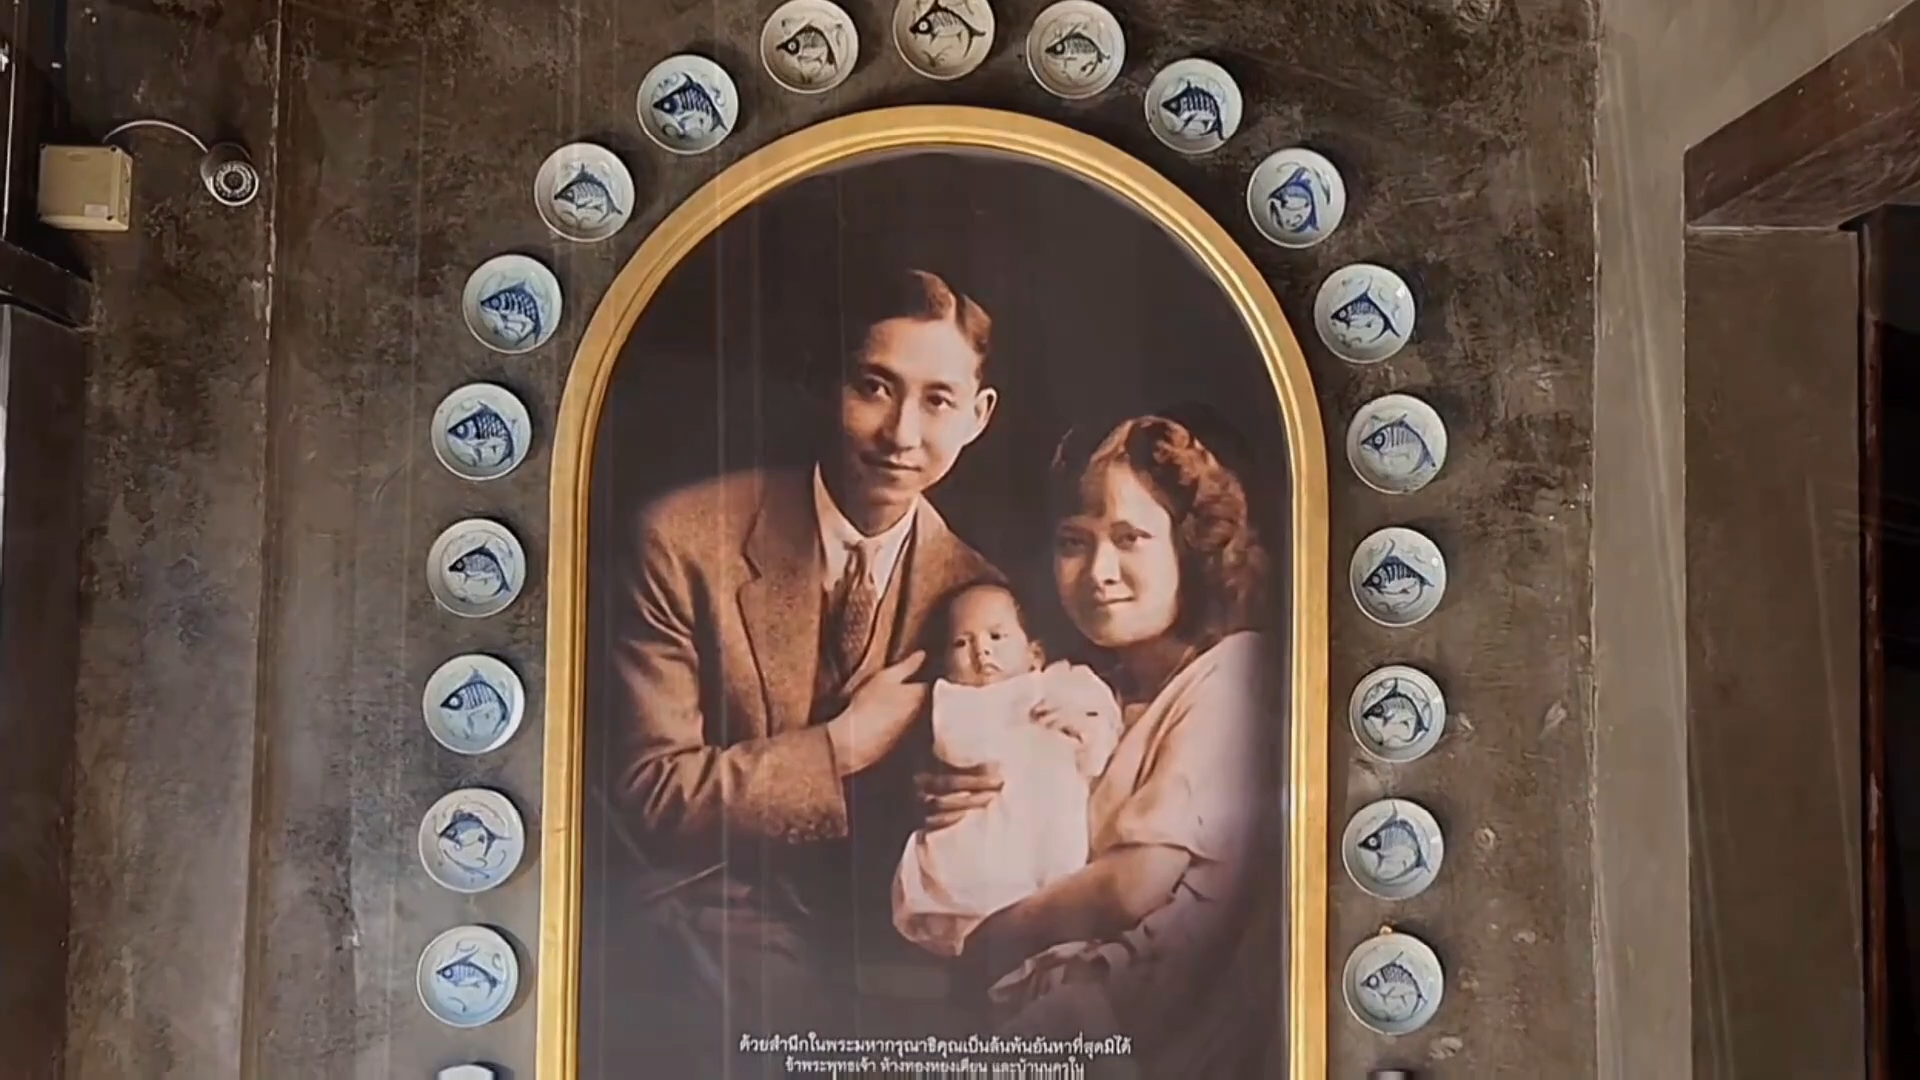 ด้วยสำนึกในพระมหากรุณาธิคุณเป็นล้นพ้นอันหาที่สุดมิได้
ข้าพระพุทธเจ้า ห้างทองหยงเตียน และบ้านนครใน